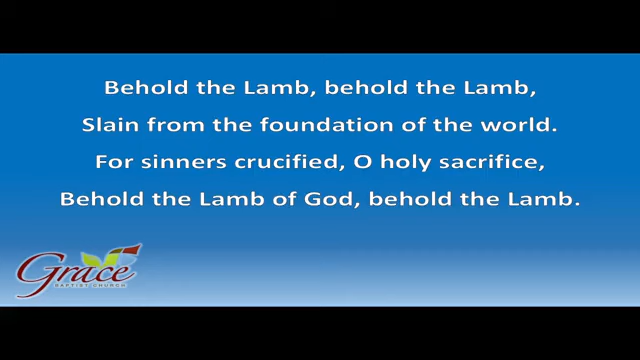 Behold the Lamb, behold the Lamb,
Slain from the foundation of the world.
For sinners crucified, O holy sacrifice,
Behold the Lamb of God, behold the Lamb.
Grace
BAPTIST CHURCH